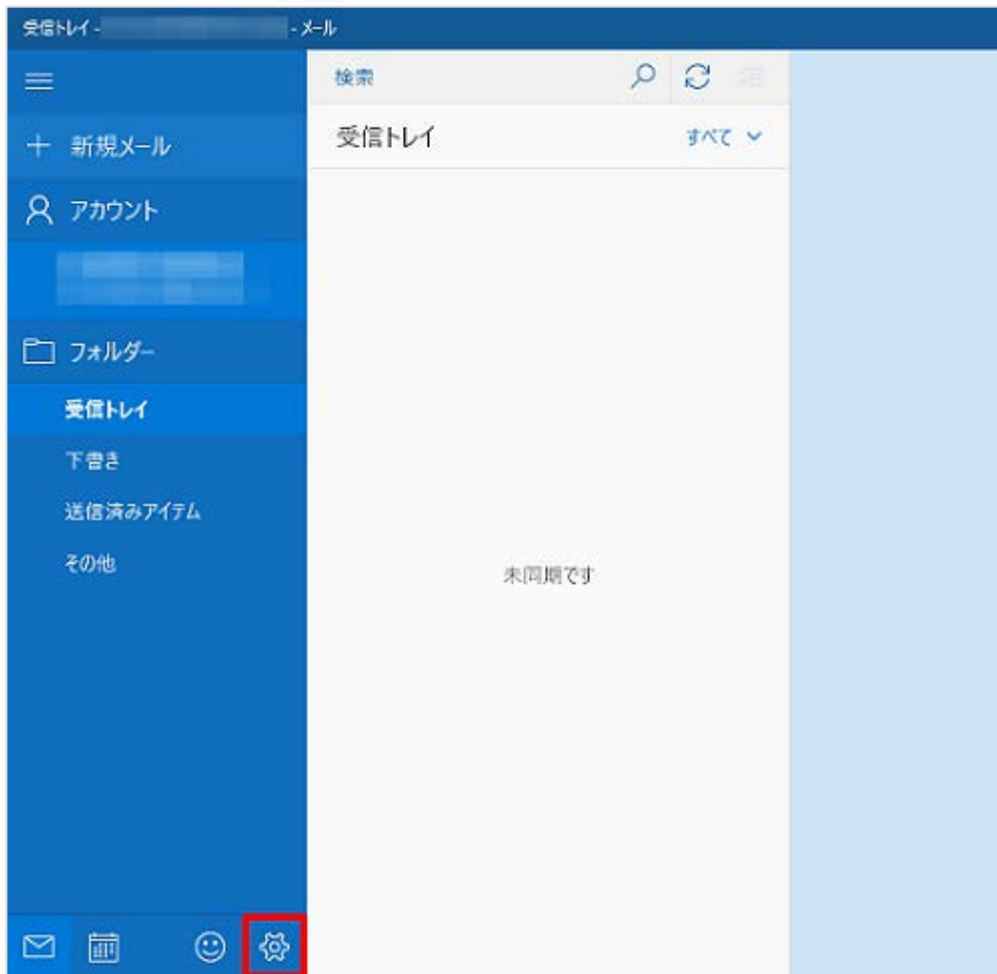 受信トレイ - - メール
検索
受信トレイ すべて
＋ 新規メール
アカウント
フォルダー
受信トレイ
下書き
送信済みアイテム
その他
未同期です